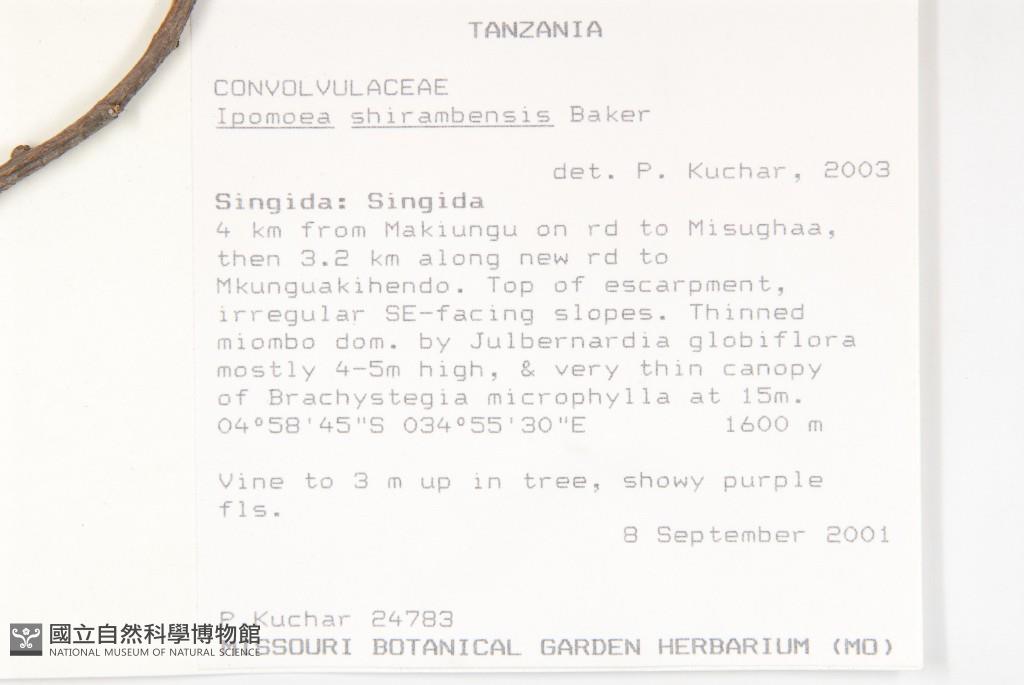 TANZANIA
CONVOLVULACEAE
Ipomoea shirambensis Baker
det. P. Kuchar, 2003
Singida: Singida
4 km from Makiungu on rd to Misughaa,
then 3.2 km along new rd to
Mkunguakihendo. Top of escarpment,
irregular SE-facing slopes. Thinned
miombo dom. by Julbernardia globiflora
mostly 4-5m high, & very thin canopy
of Brachystegia microphylla at 15m.
04°58'45"S 034°55'30"E 1600 m
Vine to 3 m up in tree, showy purple
fls.
8 September 2001
P Kuchar 24783
MISSOURI BOTANICAL GARDEN HERBARIUM (MO)
國立自然科學博物館
NATIONAL MUSEUM OF NATURAL SCIENCE